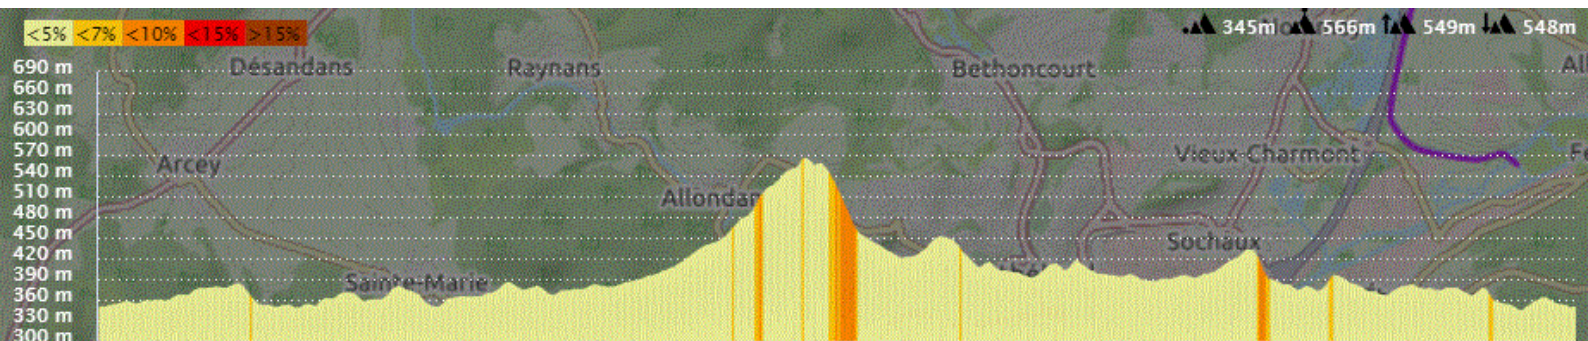 <5% <7% <10% <15% >15%
345m 566m 549m 548m
690 m
Désandans Raynans Bethoncourt
660 m
630 m
600 m
570 m
Arcey Vieux-Charmont
540 m
510 m
Allondan
480 m
450 m
Sochaux
420 m
390 m
Sainte-Marie
360 m
330 m
300 m